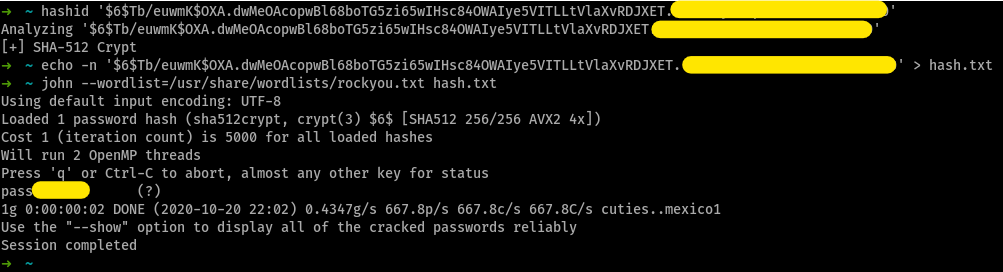 ➜ ~ hashid '$6$Tb/euwmK$OXA.dwMeOAcopwBl68boTG5zi65wIHsc84OWAIye5VITLLtVlaXvRDJXET. '
Analyzing '$6$Tb/euwmK$OXA.dwMeOAcopwBl68boTG5zi65wIHsc84OWAIye5VITLLtVlaXvRDJXET '
[+] SHA-512 Crypt
➜ ~ echo -n '$6$Tb/euwmK$OXA.dwMeOAcopwBl68boTG5zi65wIHsc84OWAIye5VITLLtVlaXvRDJXET. ' > hash.txt
➜ ~ john --wordlist=/usr/share/wordlists/rockyou.txt hash.txt
Using default input encoding: UTF-8
Loaded 1 password hash (sha512crypt, crypt(3) $6$ [SHA512 256/256 AVX2 4x])
Cost 1 (iteration count) is 5000 for all loaded hashes
Will run 2 OpenMP threads
Press 'q' or Ctrl-C to abort, almost any other key for status
pass (?)
1g 0:00:00:02 DONE (2020-10-20 22:02) 0.4347g/s 667.8p/s 667.8c/s 667.8C/s cuties..mexico1
Use the "--show" option to display all of the cracked passwords reliably
Session completed
➜ ~